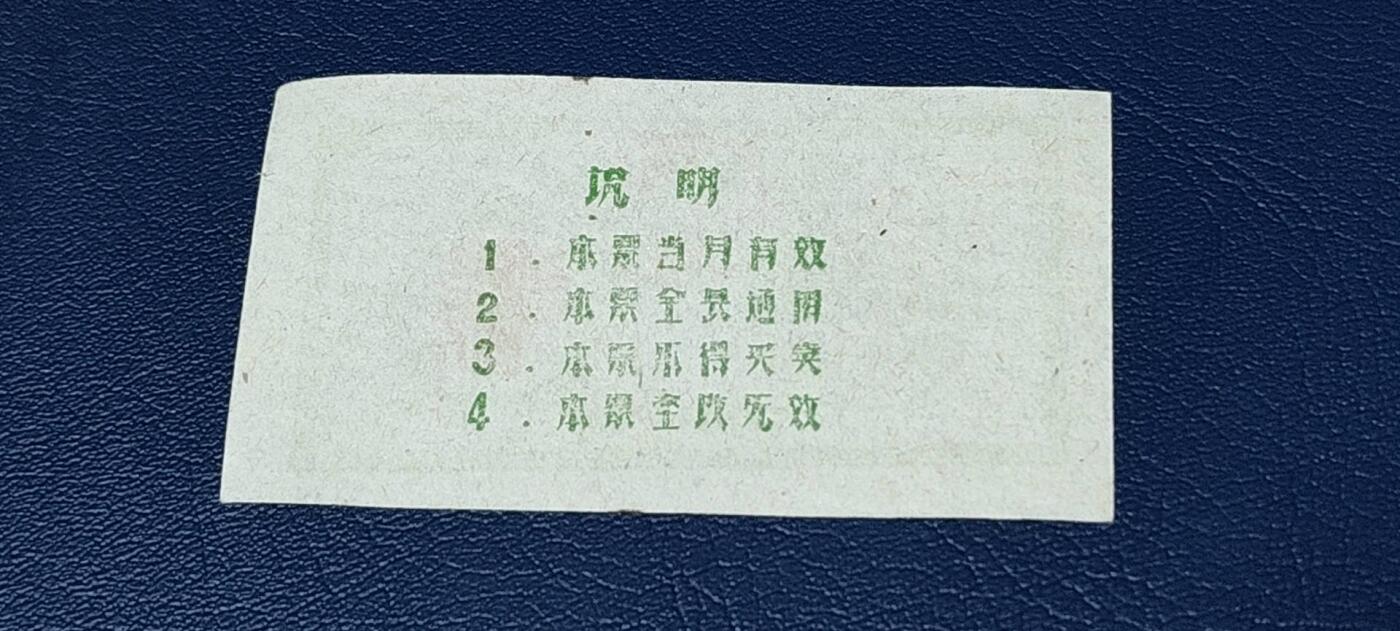 说 明
1. 本票当月有效
2. 本票全县通用
3. 本票不得买卖
4. 本票涂改无效